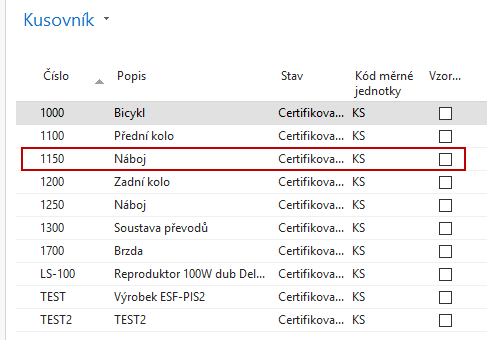 Kusovník
Číslo Popis Stav Kód měrné jednotky Vzor...
1000 Bicykl Certifikova... KS
1100 Přední kolo Certifikova... KS
1150 Náboj Certifikova... KS
1200 Zadní kolo Certifikova... KS
1250 Náboj Certifikova... KS
1300 Soustava převodů Certifikova... KS
1700 Brzda Certifikova... KS
LS-100 Reproduktor 100W dub Del... Certifikova... KS
TEST Výrobek ESF-PIS2 Certifikova... KS
TEST2 TEST2 Certifikova... KS